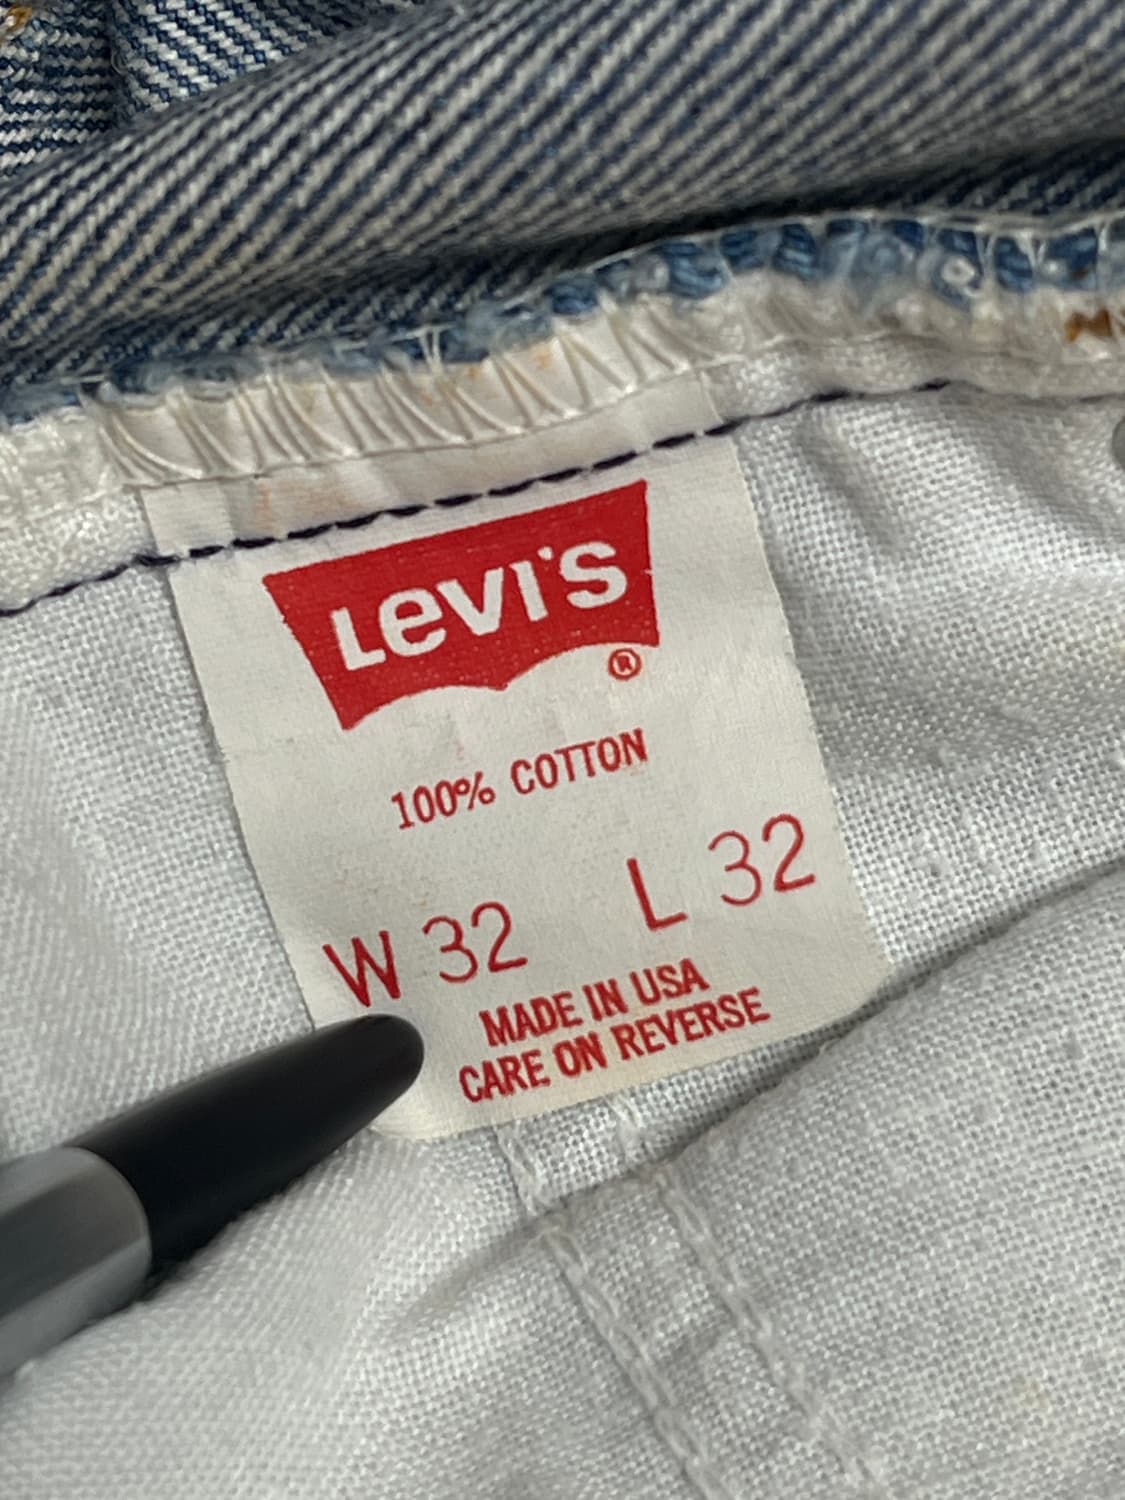 Levi's ®
100% COTTON
W 32 L 32
MADE IN USA
CARE ON REVERSE